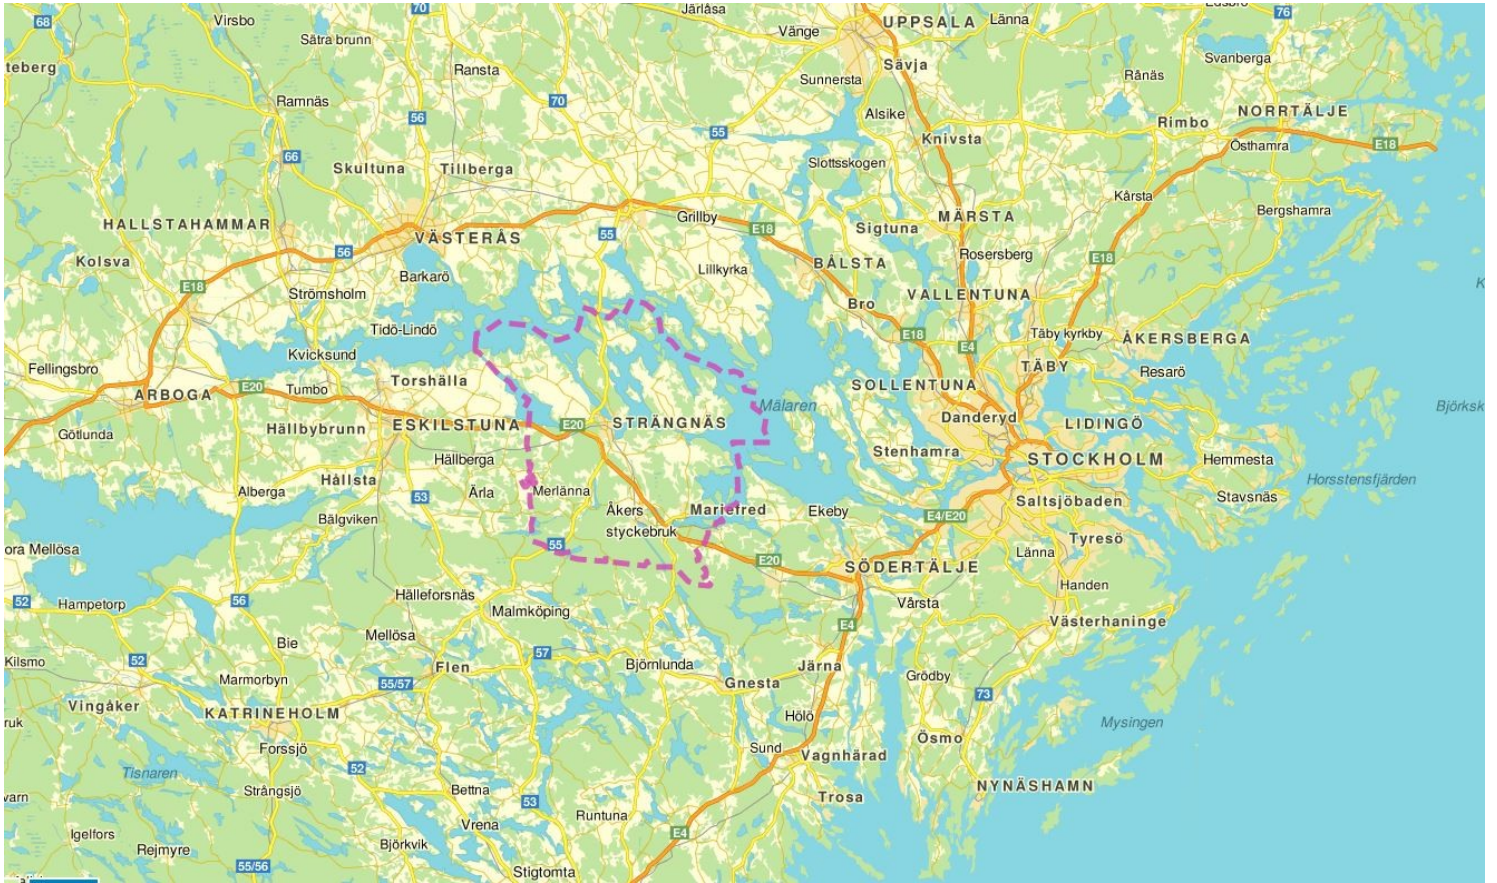 70
Järlåsa
76
68
Virsbo
Vänge
UPPSALA
Länna
Sätra brunn
Svanberga
teberg
Ransta
Sävja
Rånäs
Sunnersta
Ramnäs
70
56
Alsike
NORRTÄLJE
Rimbo
55
Knivsta
E18
Östhamra
66
Skultuna
Tillberga
Slottsskogen
Kårsta
HALLSTAHAMMAR
Grillby
MÄRSTA
Bergshamra
E18
Sigtuna
55
VÄSTERÅS
56
Rosersberg
Kolsva
BÅLSTA
E18
Lillkyrka
Barkarö
E18
Strömsholm
VALLENTUNA
Bro
Tidö-Lindö
Täby kyrkby
ÅKERSBERGA
E18
E4
Kvicksund
TÄBY
Fellingsbro
Resarö
Torshälla
SOLLENTUNA
E20
Tumbo
ARBOGA
Mälaren
Björksk
Danderyd
Götlunda
Hällbybrunn
ESKILSTUNA
E20
STRÄNGNÄS
LIDINGÖ
Stenhamra
Hällberga
STOCKHOLM
Hemmesta
Hållsta
Horsstensfjärden
Alberga
53
Ärla
Merlänna
Stavsnäs
Saltsjöbaden
Åkers
styckebruk
Mariefred
Ekeby
E4/E20
Bälgviken
Tyresö
ora Mellösa
55
E20
Länna
SÖDERTÄLJE
Handen
Hälleforsnäs
52
Hampetorp
56
Malmköping
Vårsta
E4
Västerhaninge
Mellösa
Bie
Kilsmo
52
57
Björnlunda
Järna
Flen
Grödby
Marmorbyn
55/57
Gnesta
73
Vingåker
KATRINEHOLM
Hölö
ruk
Mysingen
Forssjö
Ösmo
Sund
Vagnhärad
Tisnaren
52
NYNÄSHAMN
Strångsjö
Bettna
varn
53
Trosa
Runtuna
Vrena
E4
Igelfors
Björkvik
Rejmyre
55/56
Stigtomta